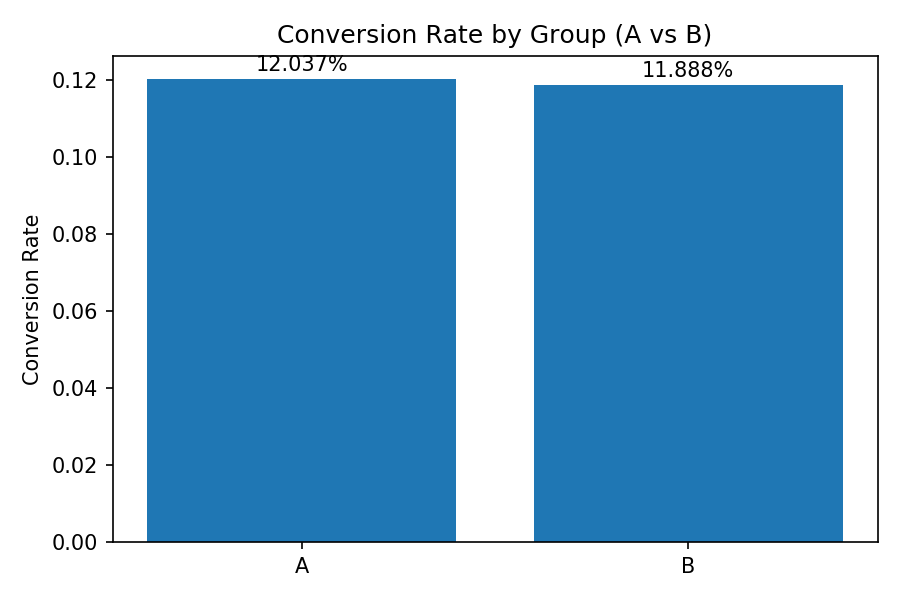 Conversion Rate by Group (A vs B)
12.037%
11.888%
0.12
0.10
0.08
0.06
0.04
0.02
0.00
Conversion Rate
A
B